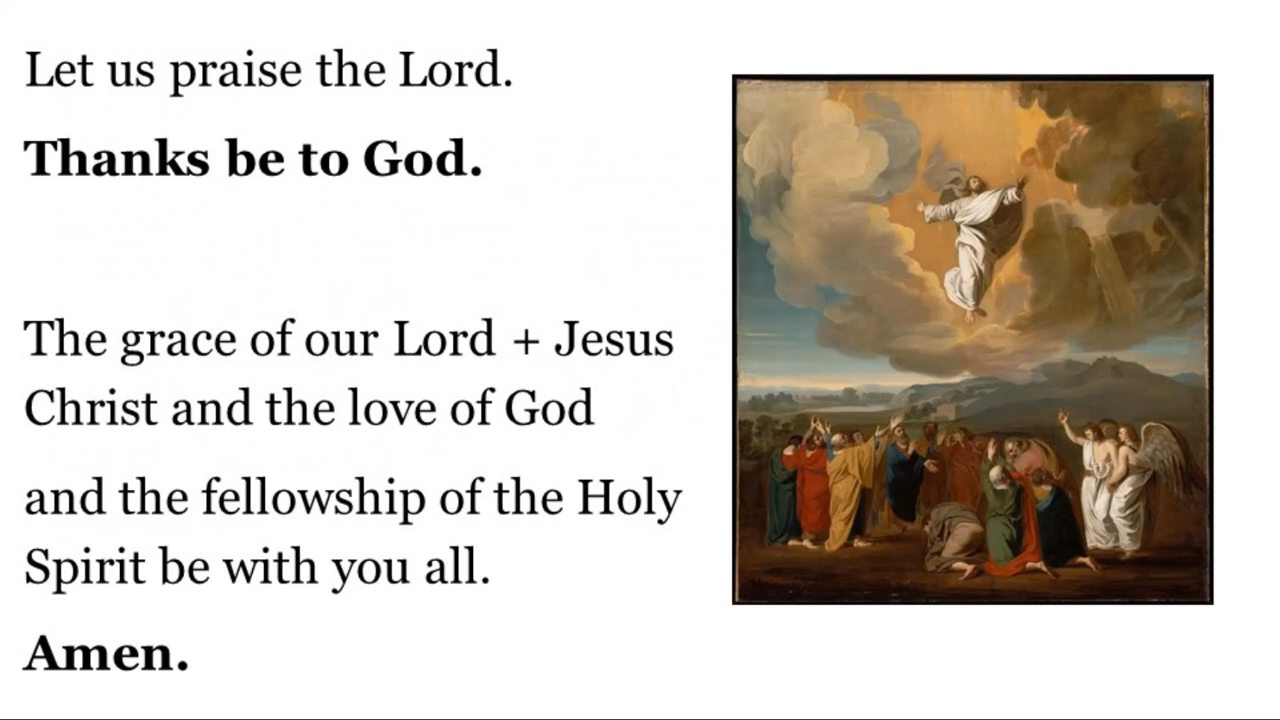 Let us praise the Lord.
Thanks be to God.
The grace of our Lord + Jesus
Christ and the love of God
and the fellowship of the Holy
Spirit be with you all.
Amen.